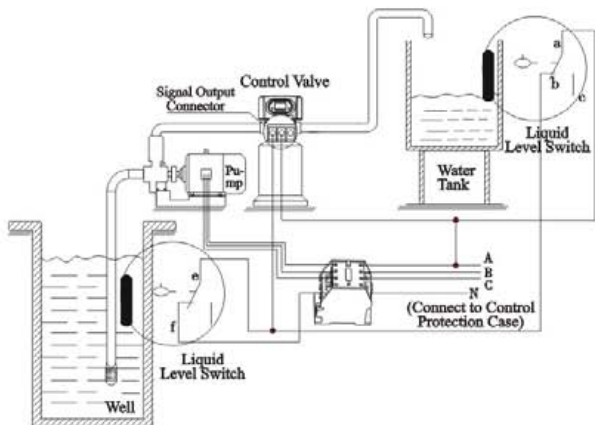 Control Valve
Signal Output
Connector
a
b
c
Liquid
Level Switch
Pu-
mp
Water
Tank
A
B
C
N
(Connect to Control
Protection Case)
e
f
Liquid
Level Switch
Well